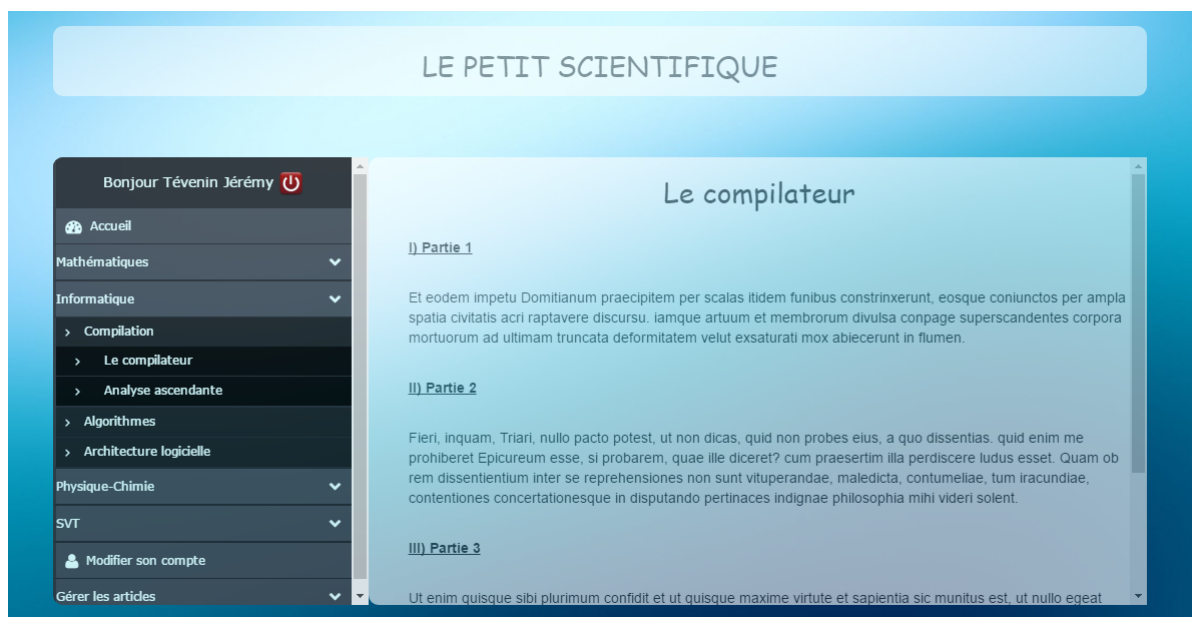 LE PETIT SCIENTIFIQUE
Bonjour Tévenin Jérémy
Accueil
Mathématiques
Informatique
Compilation
Le compilateur
Analyse ascendante
Algorithmes
Architecture logicielle
Physique-Chimie
SVT
Modifier son compte
Gérer les articles
Le compilateur
I) Partie 1
Et eodem impetu Domitianum praecipitem per scalas itidem funibus constrinxerunt, eosque coniunctos per ampla
spatia civitatis acri raptavere discursu. iamque artuum et membrorum divulsa conpage superscandentes corpora
mortuorum ad ultimam truncata deformitatem velut exsaturati mox abiecerunt in flumen.
II) Partie 2
Fieri, inquam, Triari, nullo pacto potest, ut non dicas, quid non probes eius, a quo dissentias. quid enim me
prohiberet Epicureum esse, si probarem, quae ille diceret? cum praesertim illa perdiscere ludus esset. Quam ob
rem dissentientium inter se reprehensiones non sunt vituperandae, maledicta, contumeliae, tum iracundiae,
contentiones concertationesque in disputando pertinaces indignae philosophia mihi videri solent.
III) Partie 3
Ut enim quisque sibi plurimum confidit et ut quisque maxime virtute et sapientia sic munitus est, ut nullo egeat